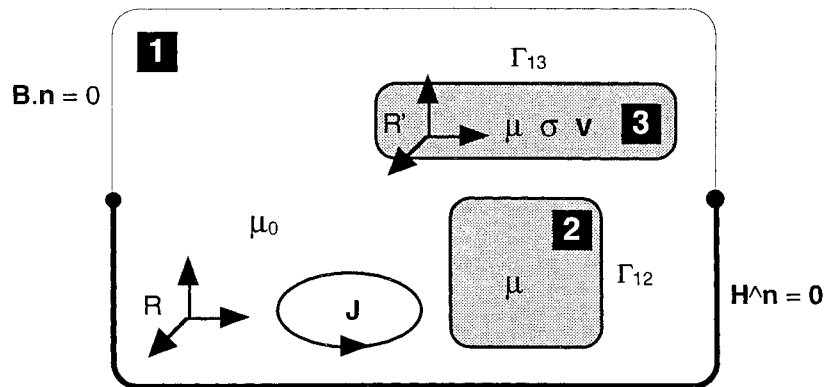 1
Γ13
B.n = 0
R' μ σ v 3
μ0
2
R
J
μ
Γ12
H^n = 0